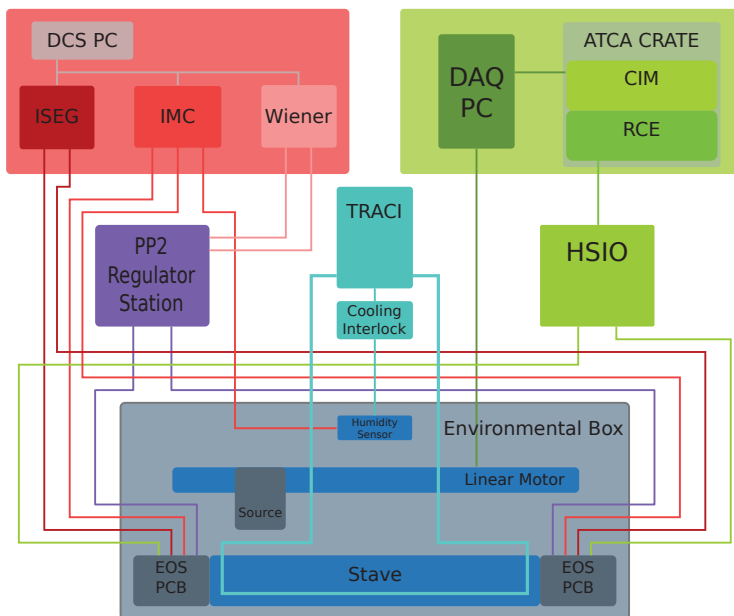 DCS PC
ISEG
IMC
Wiener
DAQ
PC
ATCA CRATE
CIM
RCE
PP2
Regulator
Station
TRACI
Cooling
Interlock
HSIO
Humidity
Sensor
Environmental Box
Linear Motor
Source
EOS
PCB
Stave
EOS
PCB